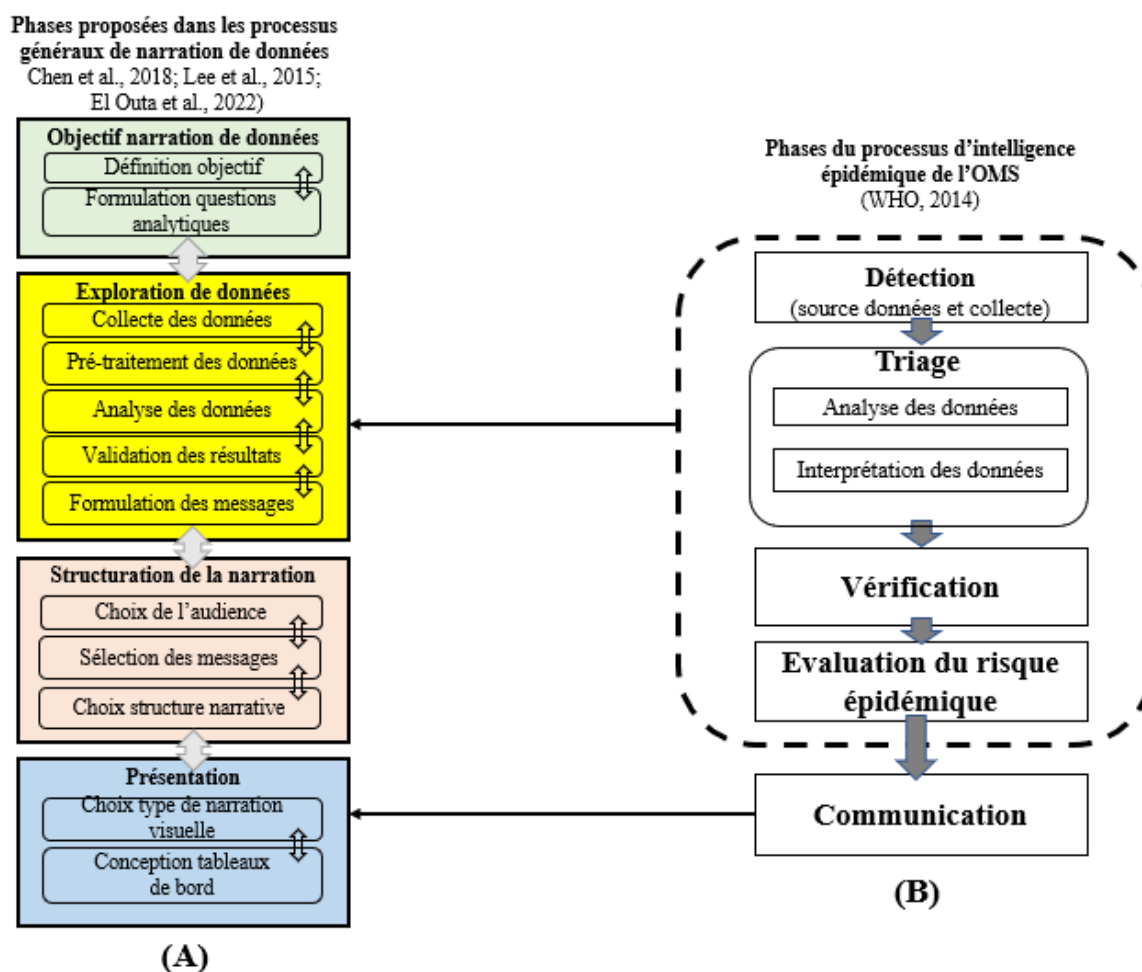 Phases proposées dans les processus
généraux de narration de données
Chen et al., 2018; Lee et al., 2015;
El Outa et al., 2022)
Objectif narration de données
Définition objectif
Formulation questions
analytiques
Exploration de données
Collecte des données
Pré-traitement des données
Analyse des données
Validation des résultats
Formulation des messages
Structuration de la narration
Choix de l’audience
Sélection des messages
Choix structure narrative
Présentation
Choix type de narration
visuelle
Conception tableaux
de bord
(A)
Phases du processus d’intelligence
épidémique de l’OMS
(WHO, 2014)
Détection
(source données et collecte)
Triage
Analyse des données
Interprétation des données
Vérification
Evaluation du risque
épidémique
Communication
(B)